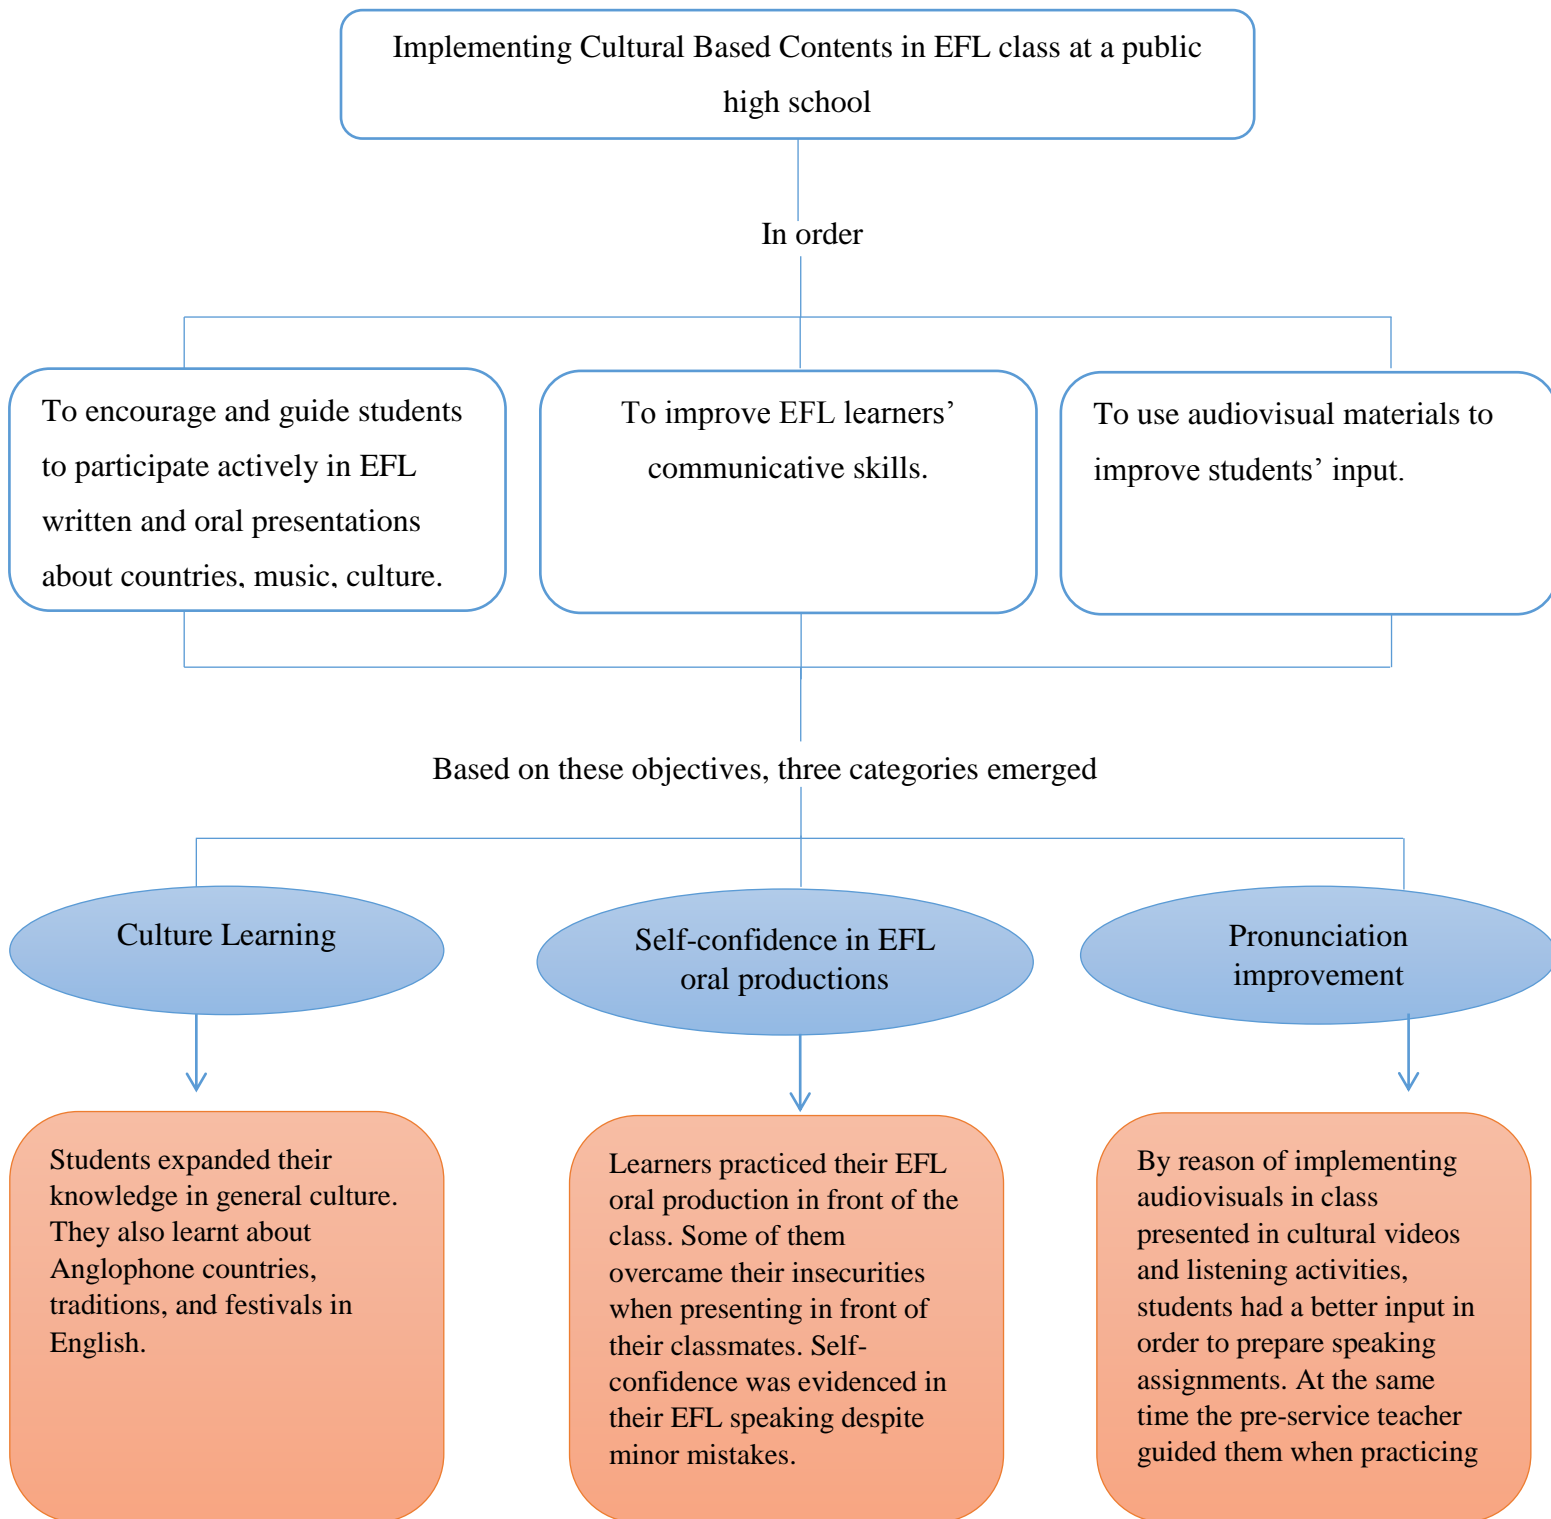 Implementing Cultural Based Contents in EFL class at a public
high school
In order
To encourage and guide students
to participate actively in EFL
written and oral presentations
about countries, music, culture.
To improve EFL learners’
communicative skills.
To use audiovisual materials to
improve students’ input.
Based on these objectives, three categories emerged
Culture Learning
Self-confidence in EFL
oral productions
Pronunciation
improvement
Students expanded their
knowledge in general culture.
They also learnt about
Anglophone countries,
traditions, and festivals in
English.
Learners practiced their EFL
oral production in front of the
class. Some of them
overcame their insecurities
when presenting in front of
their classmates. Self-
confidence was evidenced in
their EFL speaking despite
minor mistakes.
By reason of implementing
audiovisuals in class
presented in cultural videos
and listening activities,
students had a better input in
order to prepare speaking
assignments. At the same
time the pre-service teacher
guided them when practicing